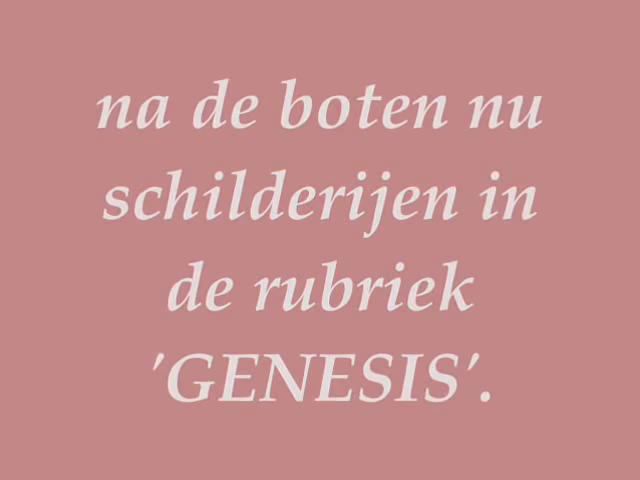 na de boten nu
schilderijen in
de rubriek
'GENESIS'.